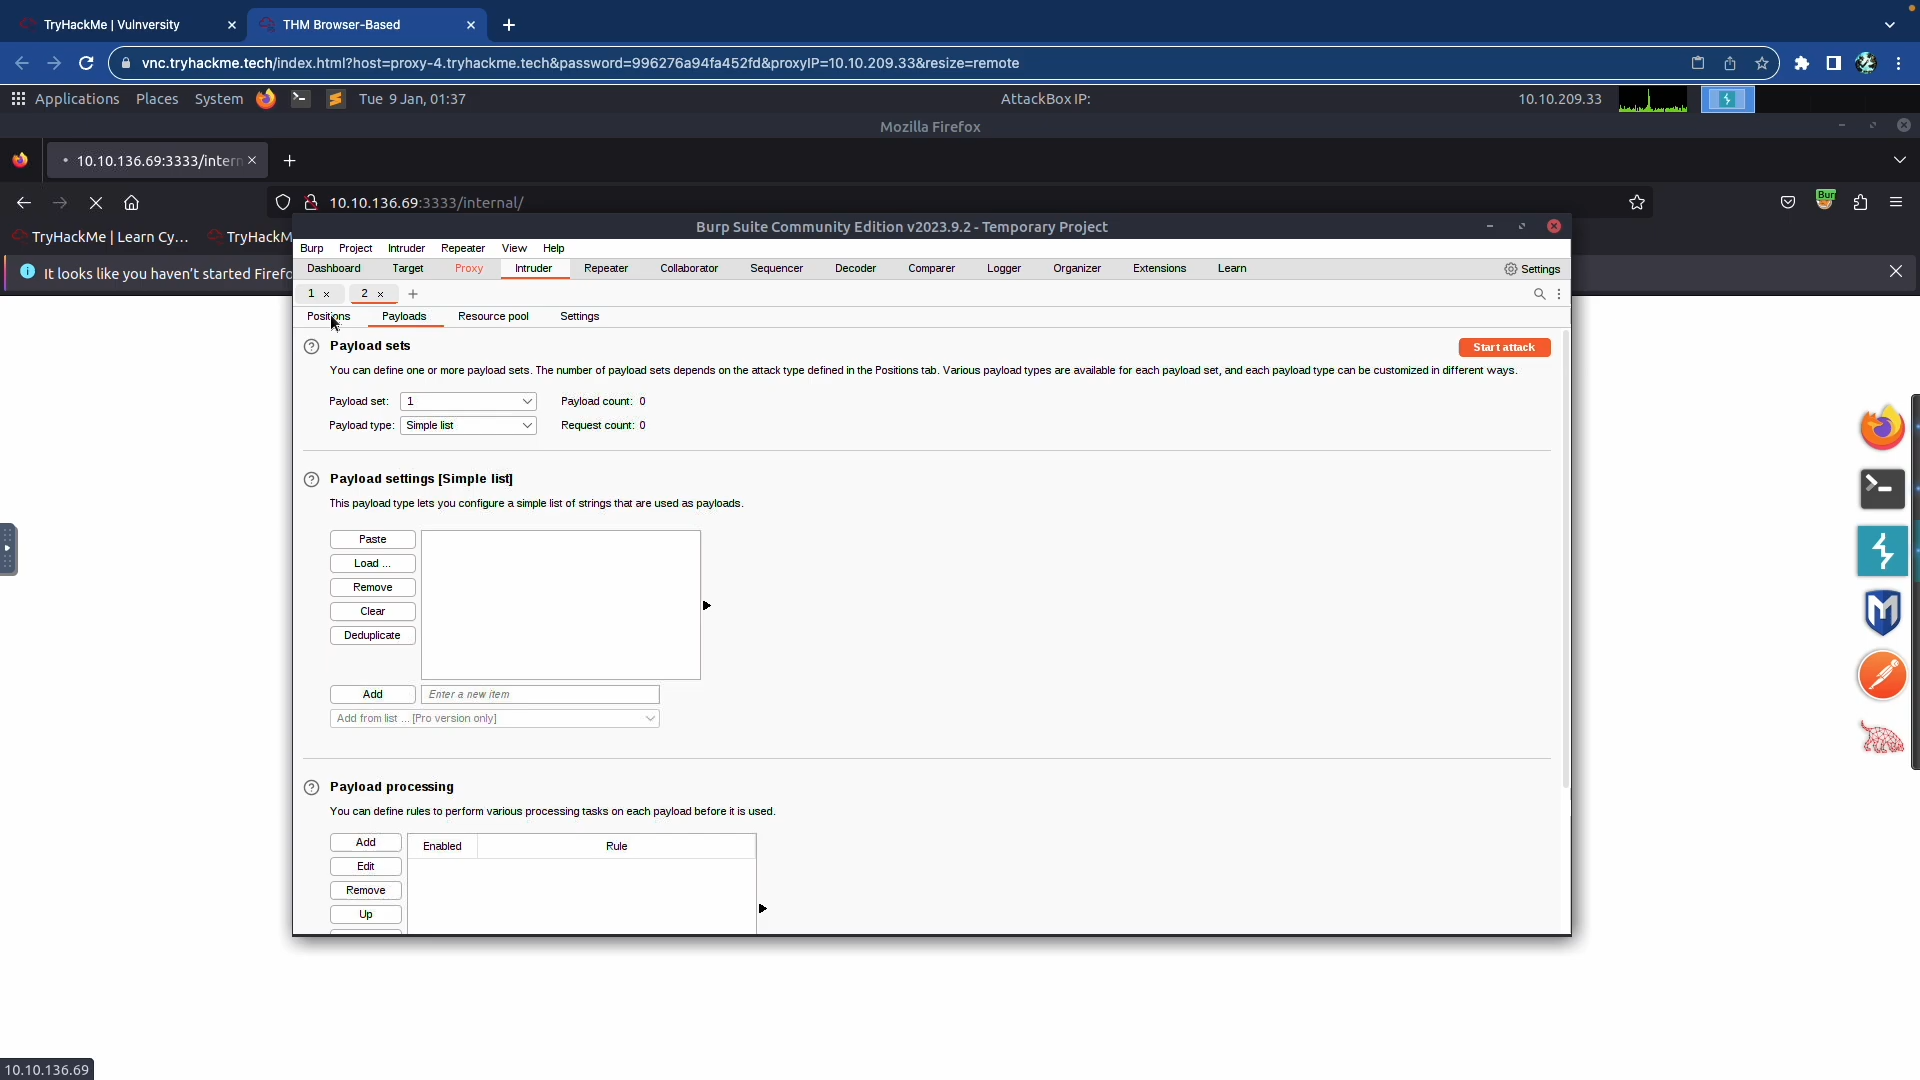 TryHackMe | Vulnversity
THM Browser-Based
vnc.tryhackme.tech/index.html?host=proxy-4.tryhackme.tech&password=996276a94fa452fd&proxyIP=10.10.209.33&resize=remote
Applications Places System Tue 9 Jan, 01:37 AttackBox IP: 10.10.209.33
Mozilla Firefox
10.10.136.69:3333/intern
10.10.136.69:3333/internal/
Bur
TryHackMe | Learn Cy... TryHackM
It looks like you haven't started Firefo
Burp Suite Community Edition v2023.9.2 - Temporary Project
Burp Project Intruder Repeater View Help
Dashboard Target Proxy Intruder Repeater Collaborator Sequencer Decoder Comparer Logger Organizer Extensions Learn Settings
1 × 2 × +
Positions Payloads Resource pool Settings
? Payload sets
Start attack
You can define one or more payload sets. The number of payload sets depends on the attack type defined in the Positions tab. Various payload types are available for each payload set, and each payload type can be customized in different ways.
Payload set: 1 Payload count: 0
Payload type: Simple list Request count: 0
? Payload settings [Simple list]
This payload type lets you configure a simple list of strings that are used as payloads.
Paste
Load ...
Remove
Clear
Deduplicate
Add Enter a new item
Add from list ... [Pro version only]
? Payload processing
You can define rules to perform various processing tasks on each payload before it is used.
Add Enabled Rule
Edit
Remove
Up
10.10.136.69